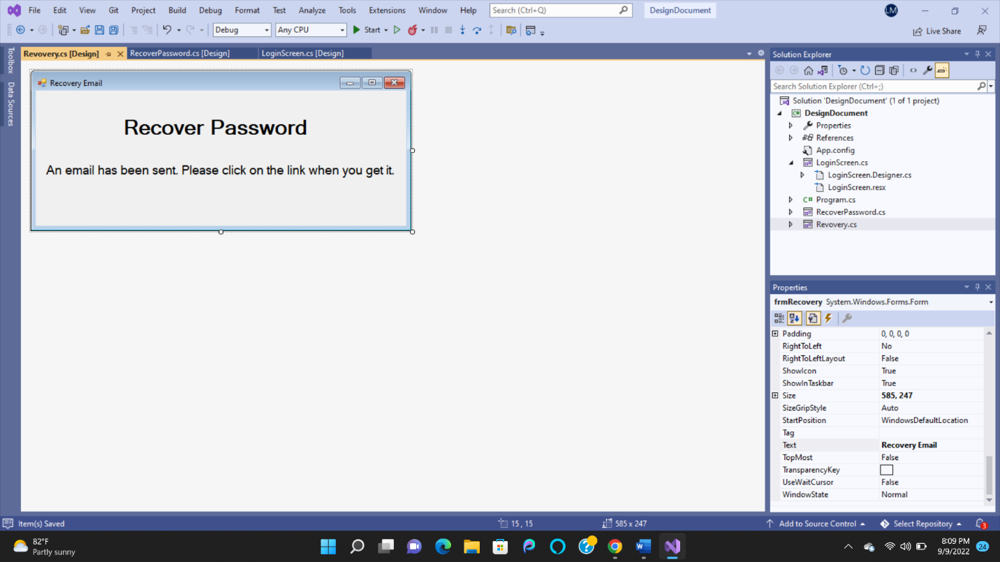 File Edit View Git Project Build Debug Format Test Analyze Tools Extensions Window Help Search (Ctrl+Q) DesignDocument LM
Debug Any CPU Start Live Share
Toolbox
Data Sources
Revovery.cs [Design] RecoverPassword.cs [Design] LoginScreen.cs [Design]
Recovery Email
Recover Password
An email has been sent. Please click on the link when you get it.
Solution Explorer
Search Solution Explorer (Ctrl+;)
Solution 'DesignDocument' (1 of 1 project)
C# DesignDocument
Properties
References
App.config
LoginScreen.cs
LoginScreen.Designer.cs
LoginScreen.resx
C# Program.cs
RecoverPassword.cs
Revovery.cs
Properties
frmRecovery System.Windows.Forms.Form
Padding 0, 0, 0, 0
RightToLeft No
RightToLeftLayout False
ShowIcon True
ShowInTaskbar True
Size 585, 247
SizeGripStyle Auto
StartPosition WindowsDefaultLocation
Tag
Text Recovery Email
TopMost False
TransparencyKey
UseWaitCursor False
WindowState Normal
Item(s) Saved 15 , 15 585 x 247 Add to Source Control Select Repository 3
82°F
Partly sunny
8:09 PM
9/9/2022
24